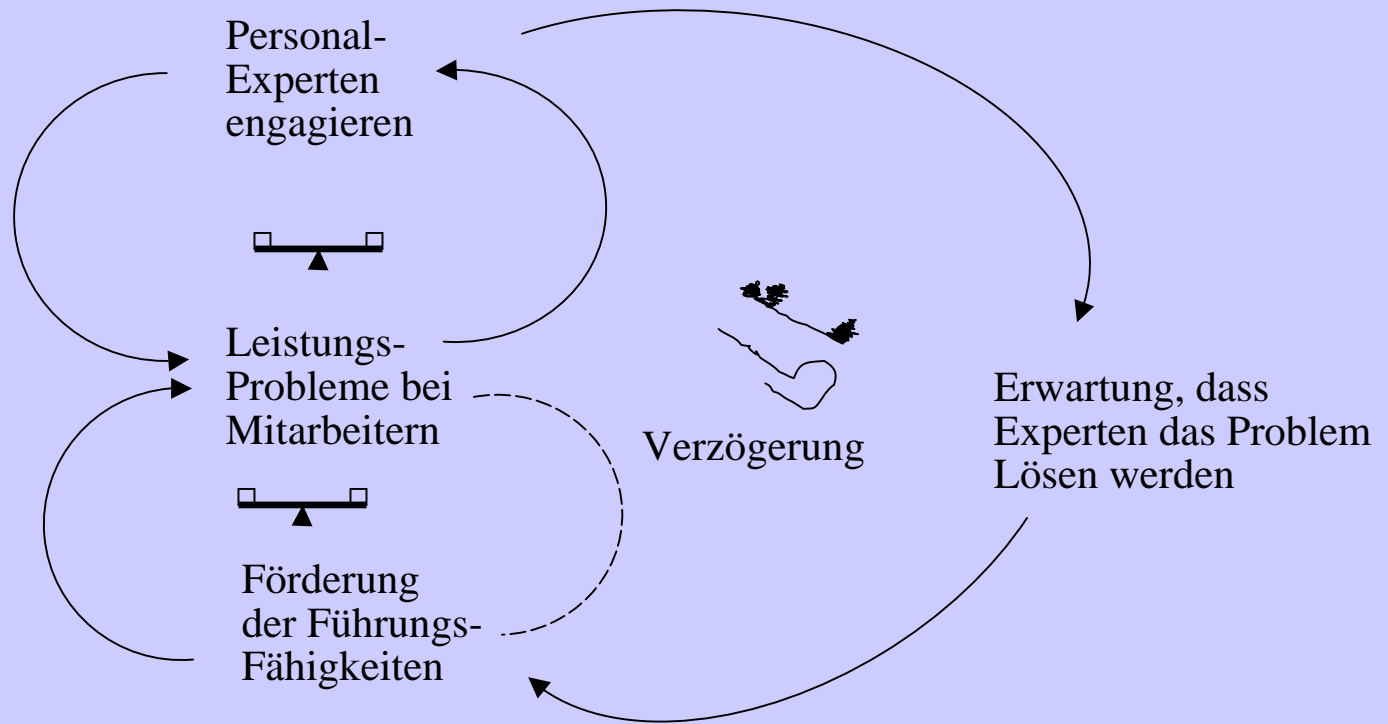 Personal-
Experten
engagieren
Leistungs-
Probleme bei
Mitarbeitern
Verzögerung
Erwartung, dass
Experten das Problem
Lösen werden
Förderung
der Führungs-
Fähigkeiten